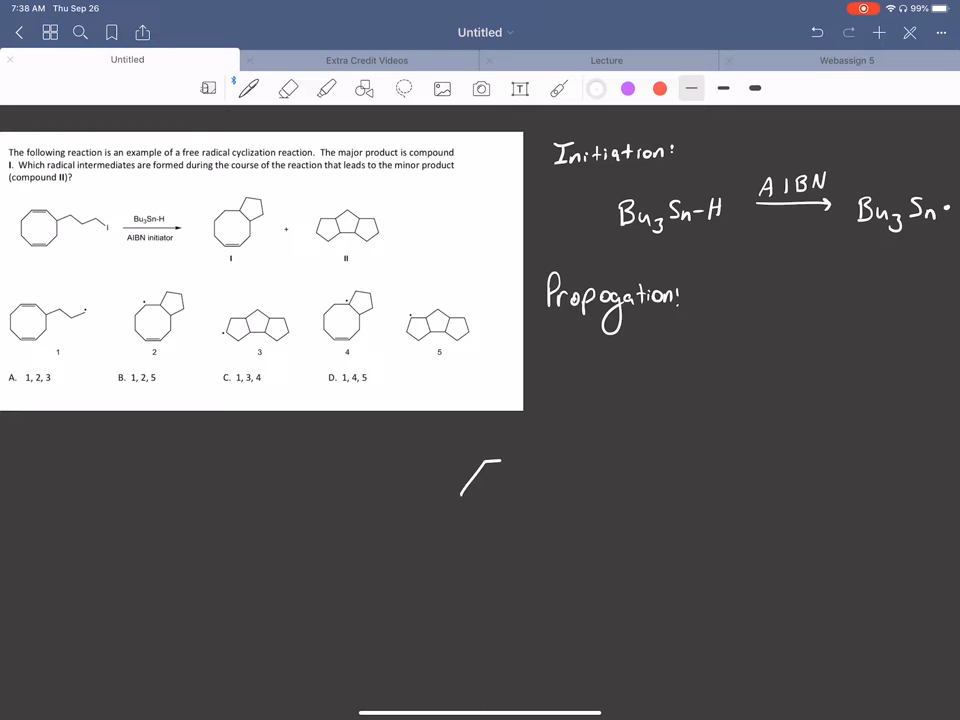 7:38 AM Thu Sep 26
99%
Untitled
Untitled
Extra Credit Videos
Lecture
Webassign 5
T
The following reaction is an example of a free radical cyclization reaction. The major product is compound
I. Which radical intermediates are formed during the course of the reaction that leads to the minor product
(compound II)?
I
Bu3Sn-H
AIBN initiator
+
I
II
1
2
3
4
5
A. 1, 2, 3
B. 1, 2, 5
C. 1, 3, 4
D. 1, 4, 5
Initiation:
Bu3Sn-H
AIBN
Bu3Sn•
Propogation: